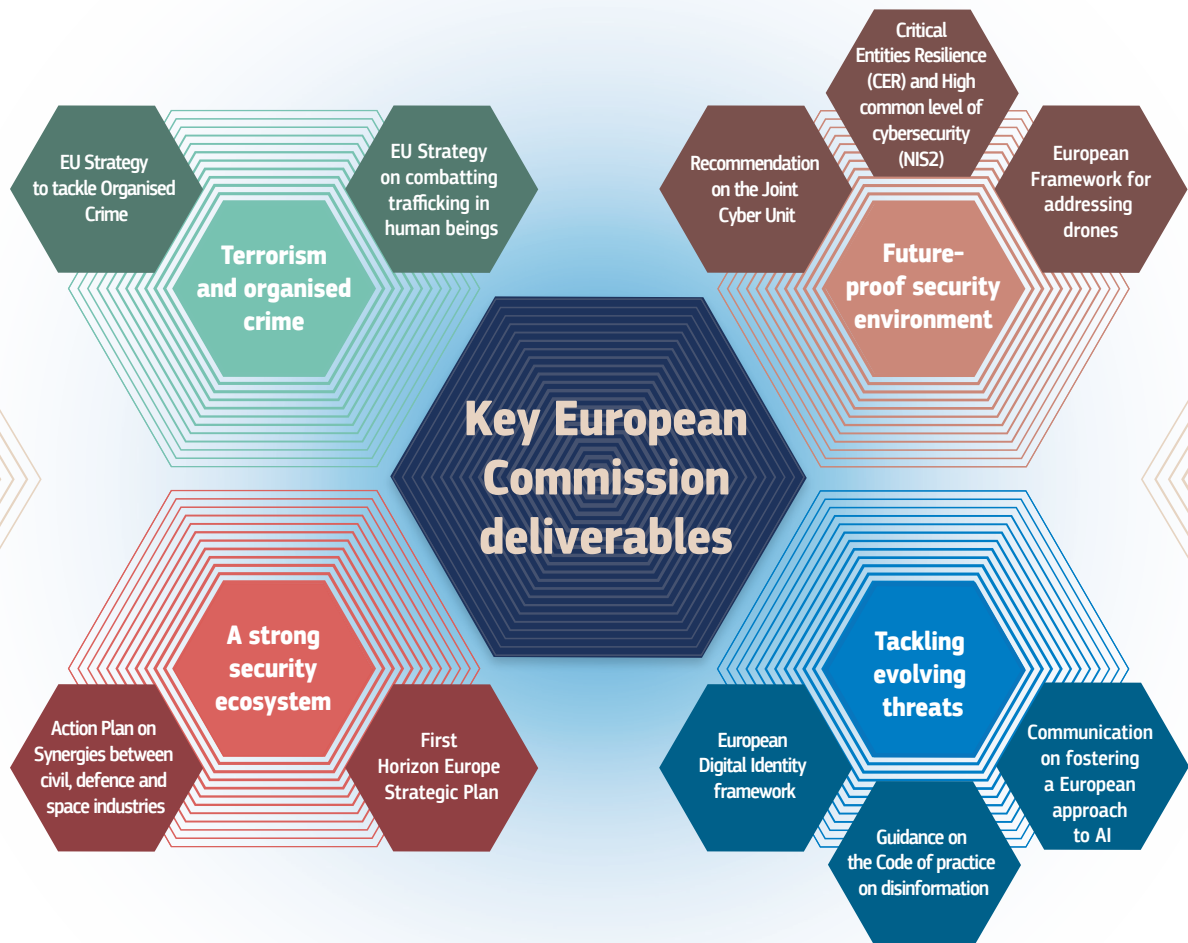 Key European
Commission
deliverables
Terrorism
and organised
crime
EU Strategy
to tackle Organised
Crime
EU Strategy
on combatting
trafficking in
human beings
Future-
proof security
environment
Recommendation
on the Joint
Cyber Unit
Critical
Entities Resilience
(CER) and High
common level of
cybersecurity
(NIS2)
European
Framework for
addressing
drones
A strong
security
ecosystem
Action Plan on
Synergies between
civil, defence and
space industries
First
Horizon Europe
Strategic Plan
Tackling
evolving
threats
European
Digital Identity
framework
Guidance on
the Code of practice
on disinformation
Communication
on fostering
a European
approach
to AI